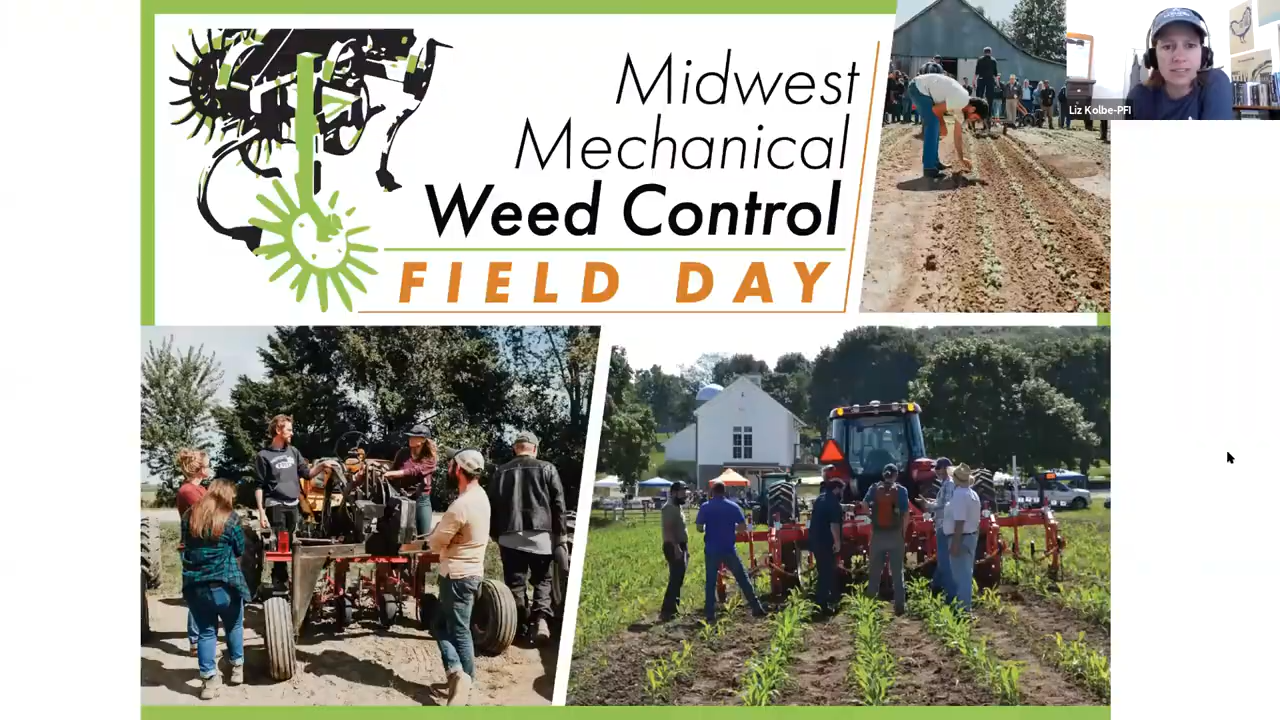 Midwest
Mechanical
Weed Control
FIELD DAY
Liz Kolbe-PFI